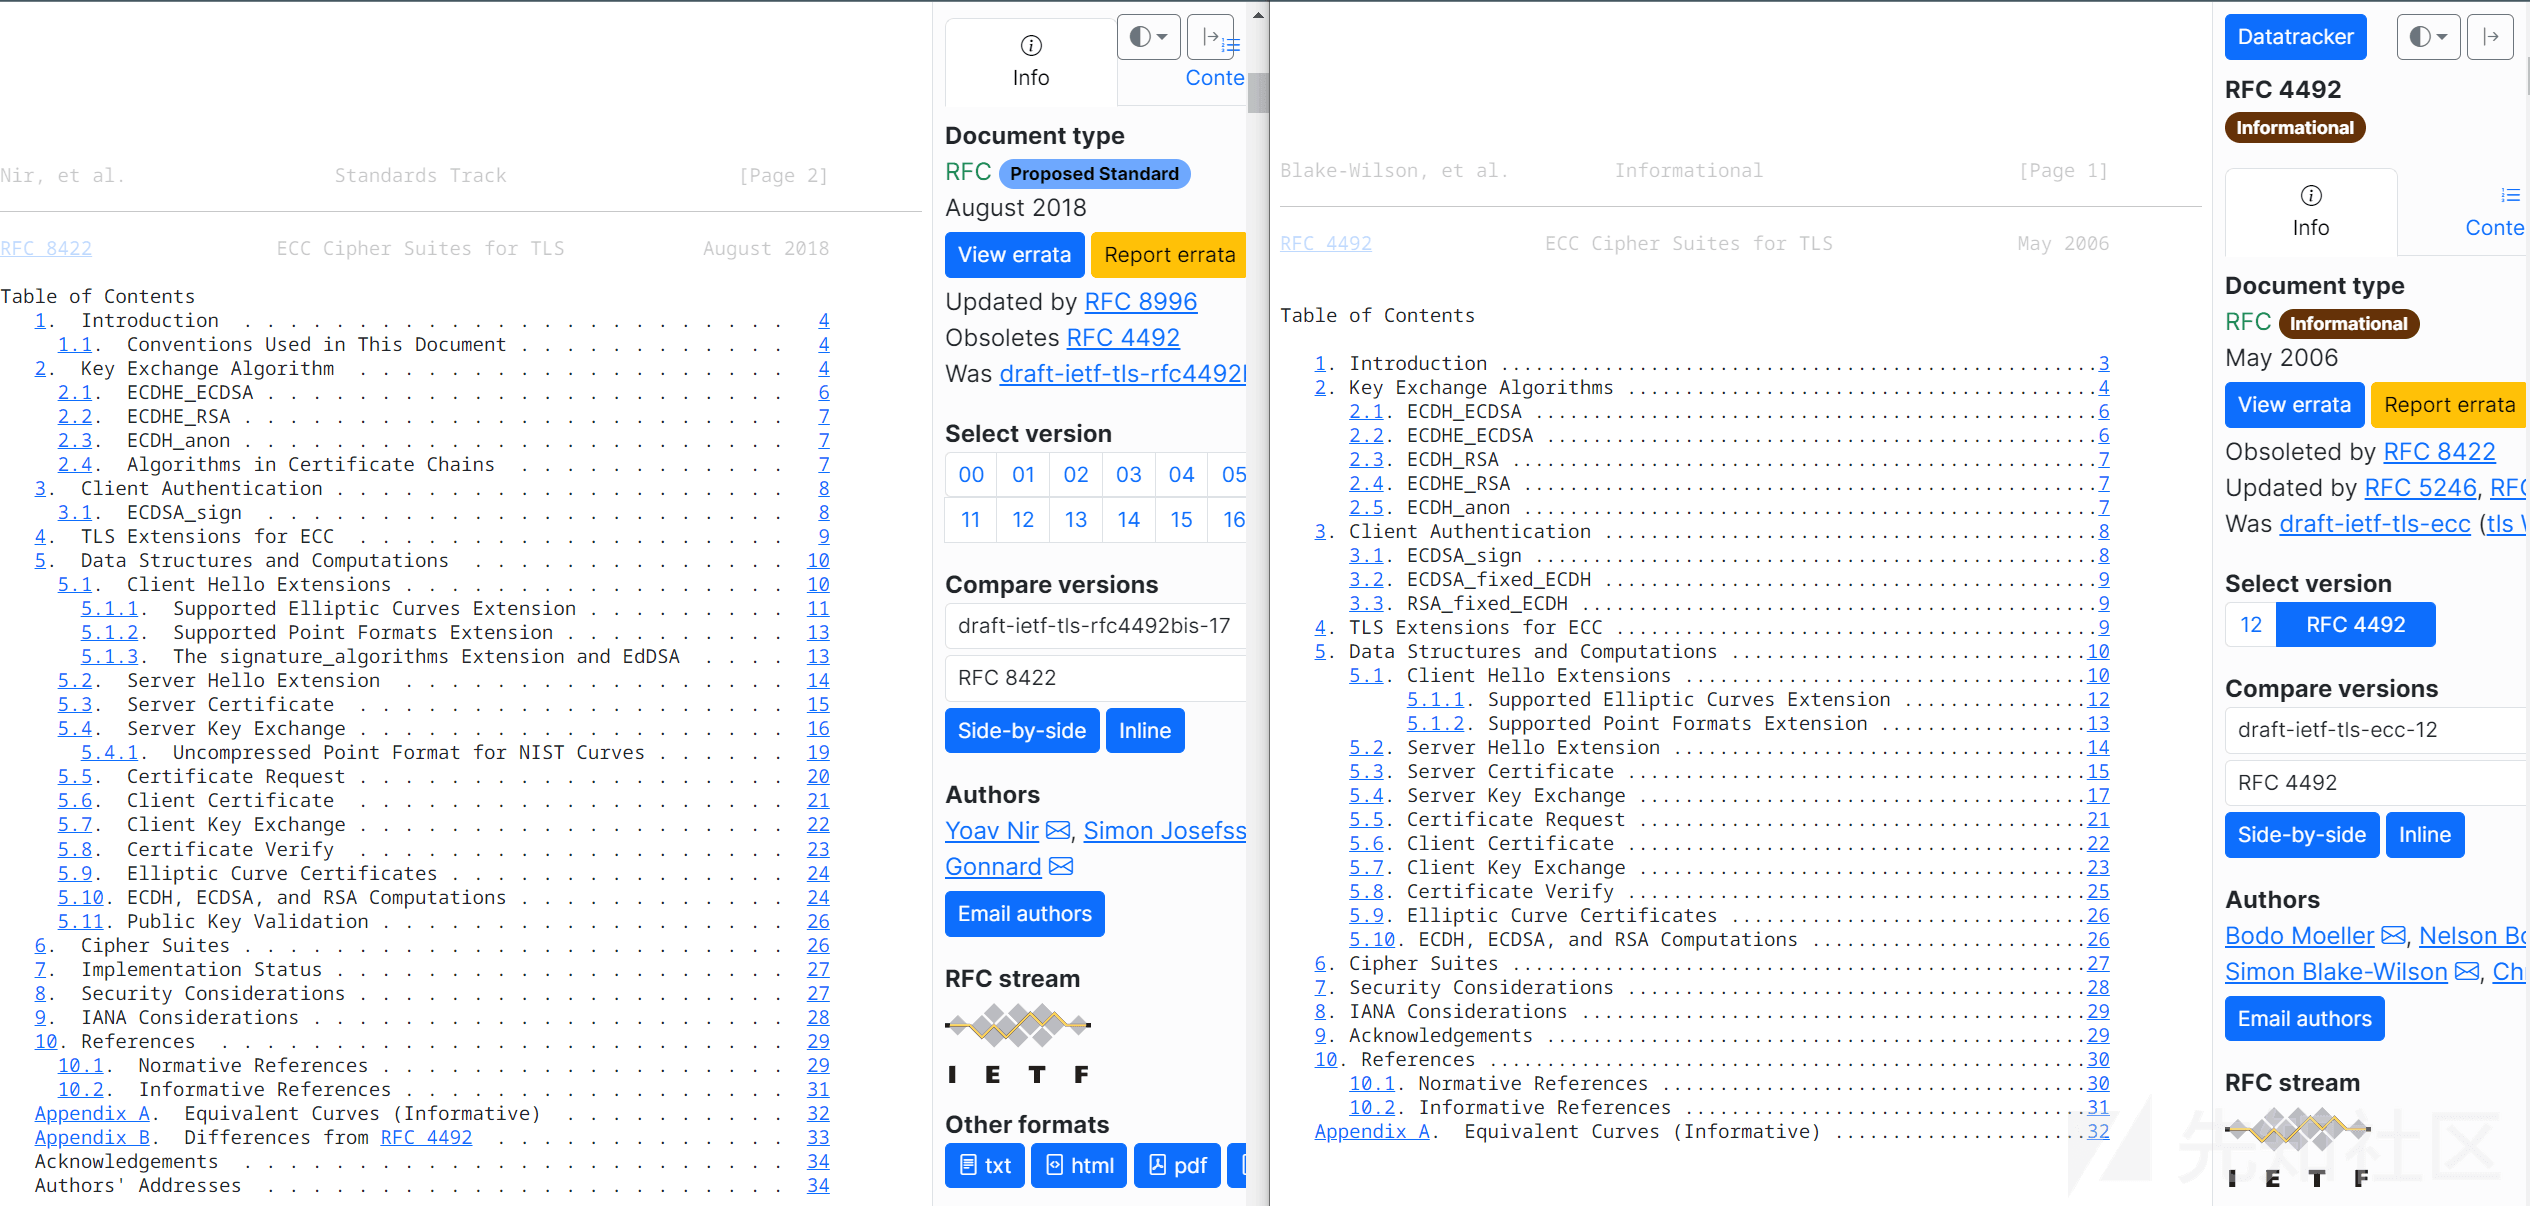 Nir, et al. Standards Track [Page 2]
RFC 8422 ECC Cipher Suites for TLS August 2018
Table of Contents
1. Introduction . . . . . . . . . . . . . . . . . . . . . . . . 4
1.1. Conventions Used in This Document . . . . . . . . . . . . 4
2. Key Exchange Algorithm . . . . . . . . . . . . . . . . . . . 4
2.1. ECDHE_ECDSA . . . . . . . . . . . . . . . . . . . . . . . 6
2.2. ECDHE_RSA . . . . . . . . . . . . . . . . . . . . . . . . 7
2.3. ECDH_anon . . . . . . . . . . . . . . . . . . . . . . . . 7
2.4. Algorithms in Certificate Chains . . . . . . . . . . . . 7
3. Client Authentication . . . . . . . . . . . . . . . . . . . . 8
3.1. ECDSA_sign . . . . . . . . . . . . . . . . . . . . . . . 8
4. TLS Extensions for ECC . . . . . . . . . . . . . . . . . . . 9
5. Data Structures and Computations . . . . . . . . . . . . . . 10
5.1. Client Hello Extensions . . . . . . . . . . . . . . . . . 10
5.1.1. Supported Elliptic Curves Extension . . . . . . . . . 11
5.1.2. Supported Point Formats Extension . . . . . . . . . . 13
5.1.3. The signature_algorithms Extension and EdDSA . . . . 13
5.2. Server Hello Extension . . . . . . . . . . . . . . . . . 14
5.3. Server Certificate . . . . . . . . . . . . . . . . . . . 15
5.4. Server Key Exchange . . . . . . . . . . . . . . . . . . . 16
5.4.1. Uncompressed Point Format for NIST Curves . . . . . . 19
5.5. Certificate Request . . . . . . . . . . . . . . . . . . . 20
5.6. Client Certificate . . . . . . . . . . . . . . . . . . . 21
5.7. Client Key Exchange . . . . . . . . . . . . . . . . . . . 22
5.8. Certificate Verify . . . . . . . . . . . . . . . . . . . 23
5.9. Elliptic Curve Certificates . . . . . . . . . . . . . . . 24
5.10. ECDH, ECDSA, and RSA Computations . . . . . . . . . . . . 24
5.11. Public Key Validation . . . . . . . . . . . . . . . . . . 26
6. Cipher Suites . . . . . . . . . . . . . . . . . . . . . . . . 26
7. Implementation Status . . . . . . . . . . . . . . . . . . . . 27
8. Security Considerations . . . . . . . . . . . . . . . . . . . 27
9. IANA Considerations . . . . . . . . . . . . . . . . . . . . . 28
10. References . . . . . . . . . . . . . . . . . . . . . . . . . 29
10.1. Normative References . . . . . . . . . . . . . . . . . . 29
10.2. Informative References . . . . . . . . . . . . . . . . . 31
Appendix A. Equivalent Curves (Informative) . . . . . . . . . . 32
Appendix B. Differences from RFC 4492 . . . . . . . . . . . . . 33
Acknowledgements . . . . . . . . . . . . . . . . . . . . . . . . 34
Authors' Addresses . . . . . . . . . . . . . . . . . . . . . . . 34
Info
Conte
Document type
RFC Proposed Standard
August 2018
View errata Report errata
Updated by RFC 8996
Obsoletes RFC 4492
Was draft-ietf-tls-rfc4492
Select version
00 01 02 03 04 05
11 12 13 14 15 16
Compare versions
draft-ietf-tls-rfc4492bis-17
RFC 8422
Side-by-side Inline
Authors
Yoav Nir, Simon Josefss
Gonnard
Email authors
RFC stream
I E T F
Other formats
txt html pdf
Blake-Wilson, et al. Informational [Page 1]
RFC 4492 ECC Cipher Suites for TLS May 2006
Table of Contents
1. Introduction ....................................................3
2. Key Exchange Algorithms .........................................4
2.1. ECDH_ECDSA .................................................6
2.2. ECDHE_ECDSA ................................................6
2.3. ECDH_RSA ...................................................7
2.4. ECDHE_RSA ..................................................7
2.5. ECDH_anon ..................................................7
3. Client Authentication ...........................................8
3.1. ECDSA_sign .................................................8
3.2. ECDSA_fixed_ECDH ...........................................9
3.3. RSA_fixed_ECDH .............................................9
4. TLS Extensions for ECC ..........................................9
5. Data Structures and Computations ...............................10
5.1. Client Hello Extensions ...................................10
5.1.1. Supported Elliptic Curves Extension ................12
5.1.2. Supported Point Formats Extension ..................13
5.2. Server Hello Extension ....................................14
5.3. Server Certificate ........................................15
5.4. Server Key Exchange .......................................17
5.5. Certificate Request .......................................21
5.6. Client Certificate ........................................22
5.7. Client Key Exchange .......................................23
5.8. Certificate Verify ........................................25
5.9. Elliptic Curve Certificates ...............................26
5.10. ECDH, ECDSA, and RSA Computations ........................26
6. Cipher Suites ..................................................27
7. Security Considerations ........................................28
8. IANA Considerations ............................................29
9. Acknowledgements ...............................................29
10. References ....................................................30
10.1. Normative References .....................................30
10.2. Informative References ...................................31
Appendix A. Equivalent Curves (Informative) ......................32
Datatracker
RFC 4492
Informational
Info
Conte
Document type
RFC Informational
May 2006
View errata Report errata
Obsoleted by RFC 8422
Updated by RFC 5246, RFC
Was draft-ietf-tls-ecc (tls
Select version
12 RFC 4492
Compare versions
draft-ietf-tls-ecc-12
RFC 4492
Side-by-side Inline
Authors
Bodo Moeller, Nelson Bo
Simon Blake-Wilson, Ch
Email authors
RFC stream
I E T F
先知社区